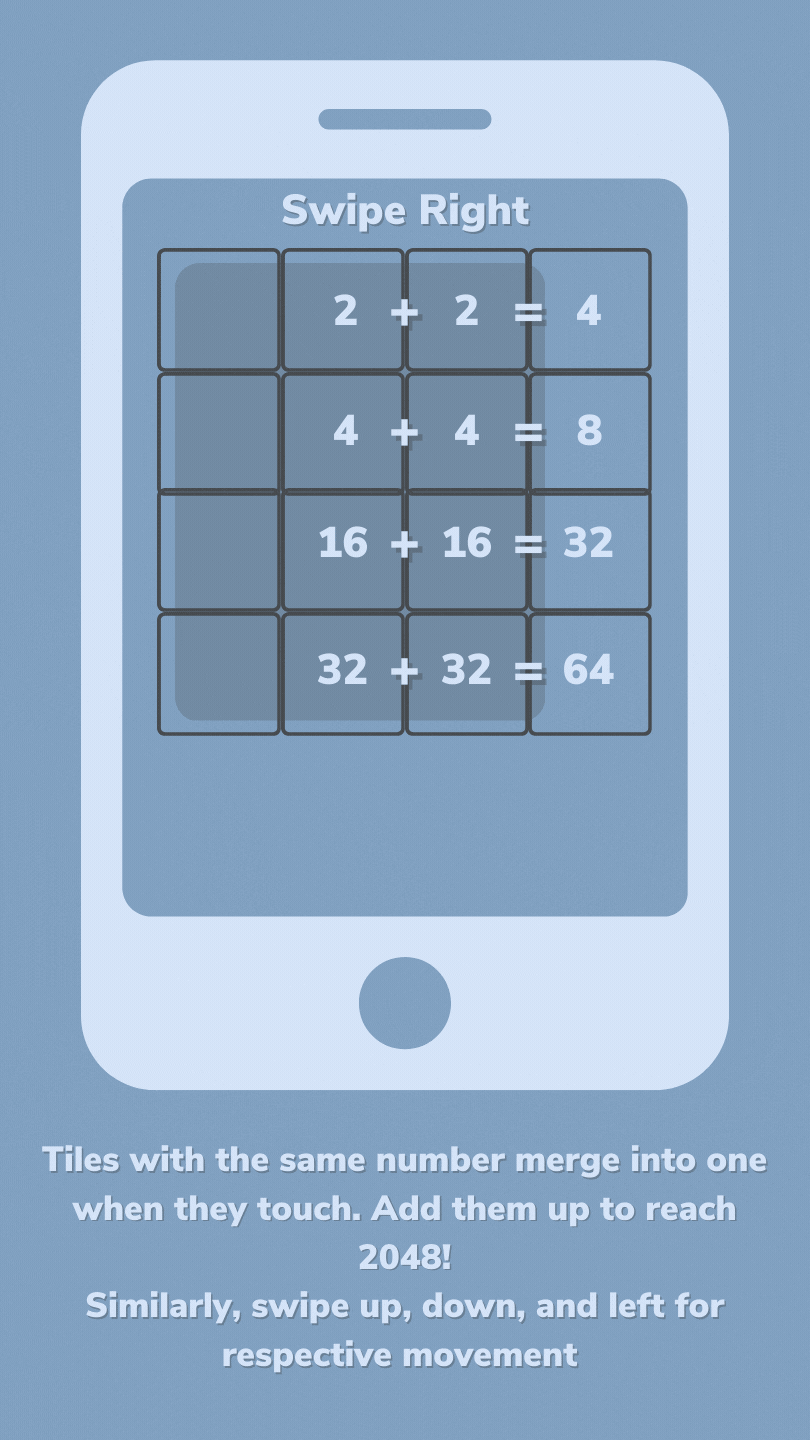 Swipe Right
2 + 2 = 4
4 + 4 = 8
16 + 16 = 32
32 + 32 = 64
Tiles with the same number merge into one
when they touch. Add them up to reach
2048!
Similarly, swipe up, down, and left for
respective movement